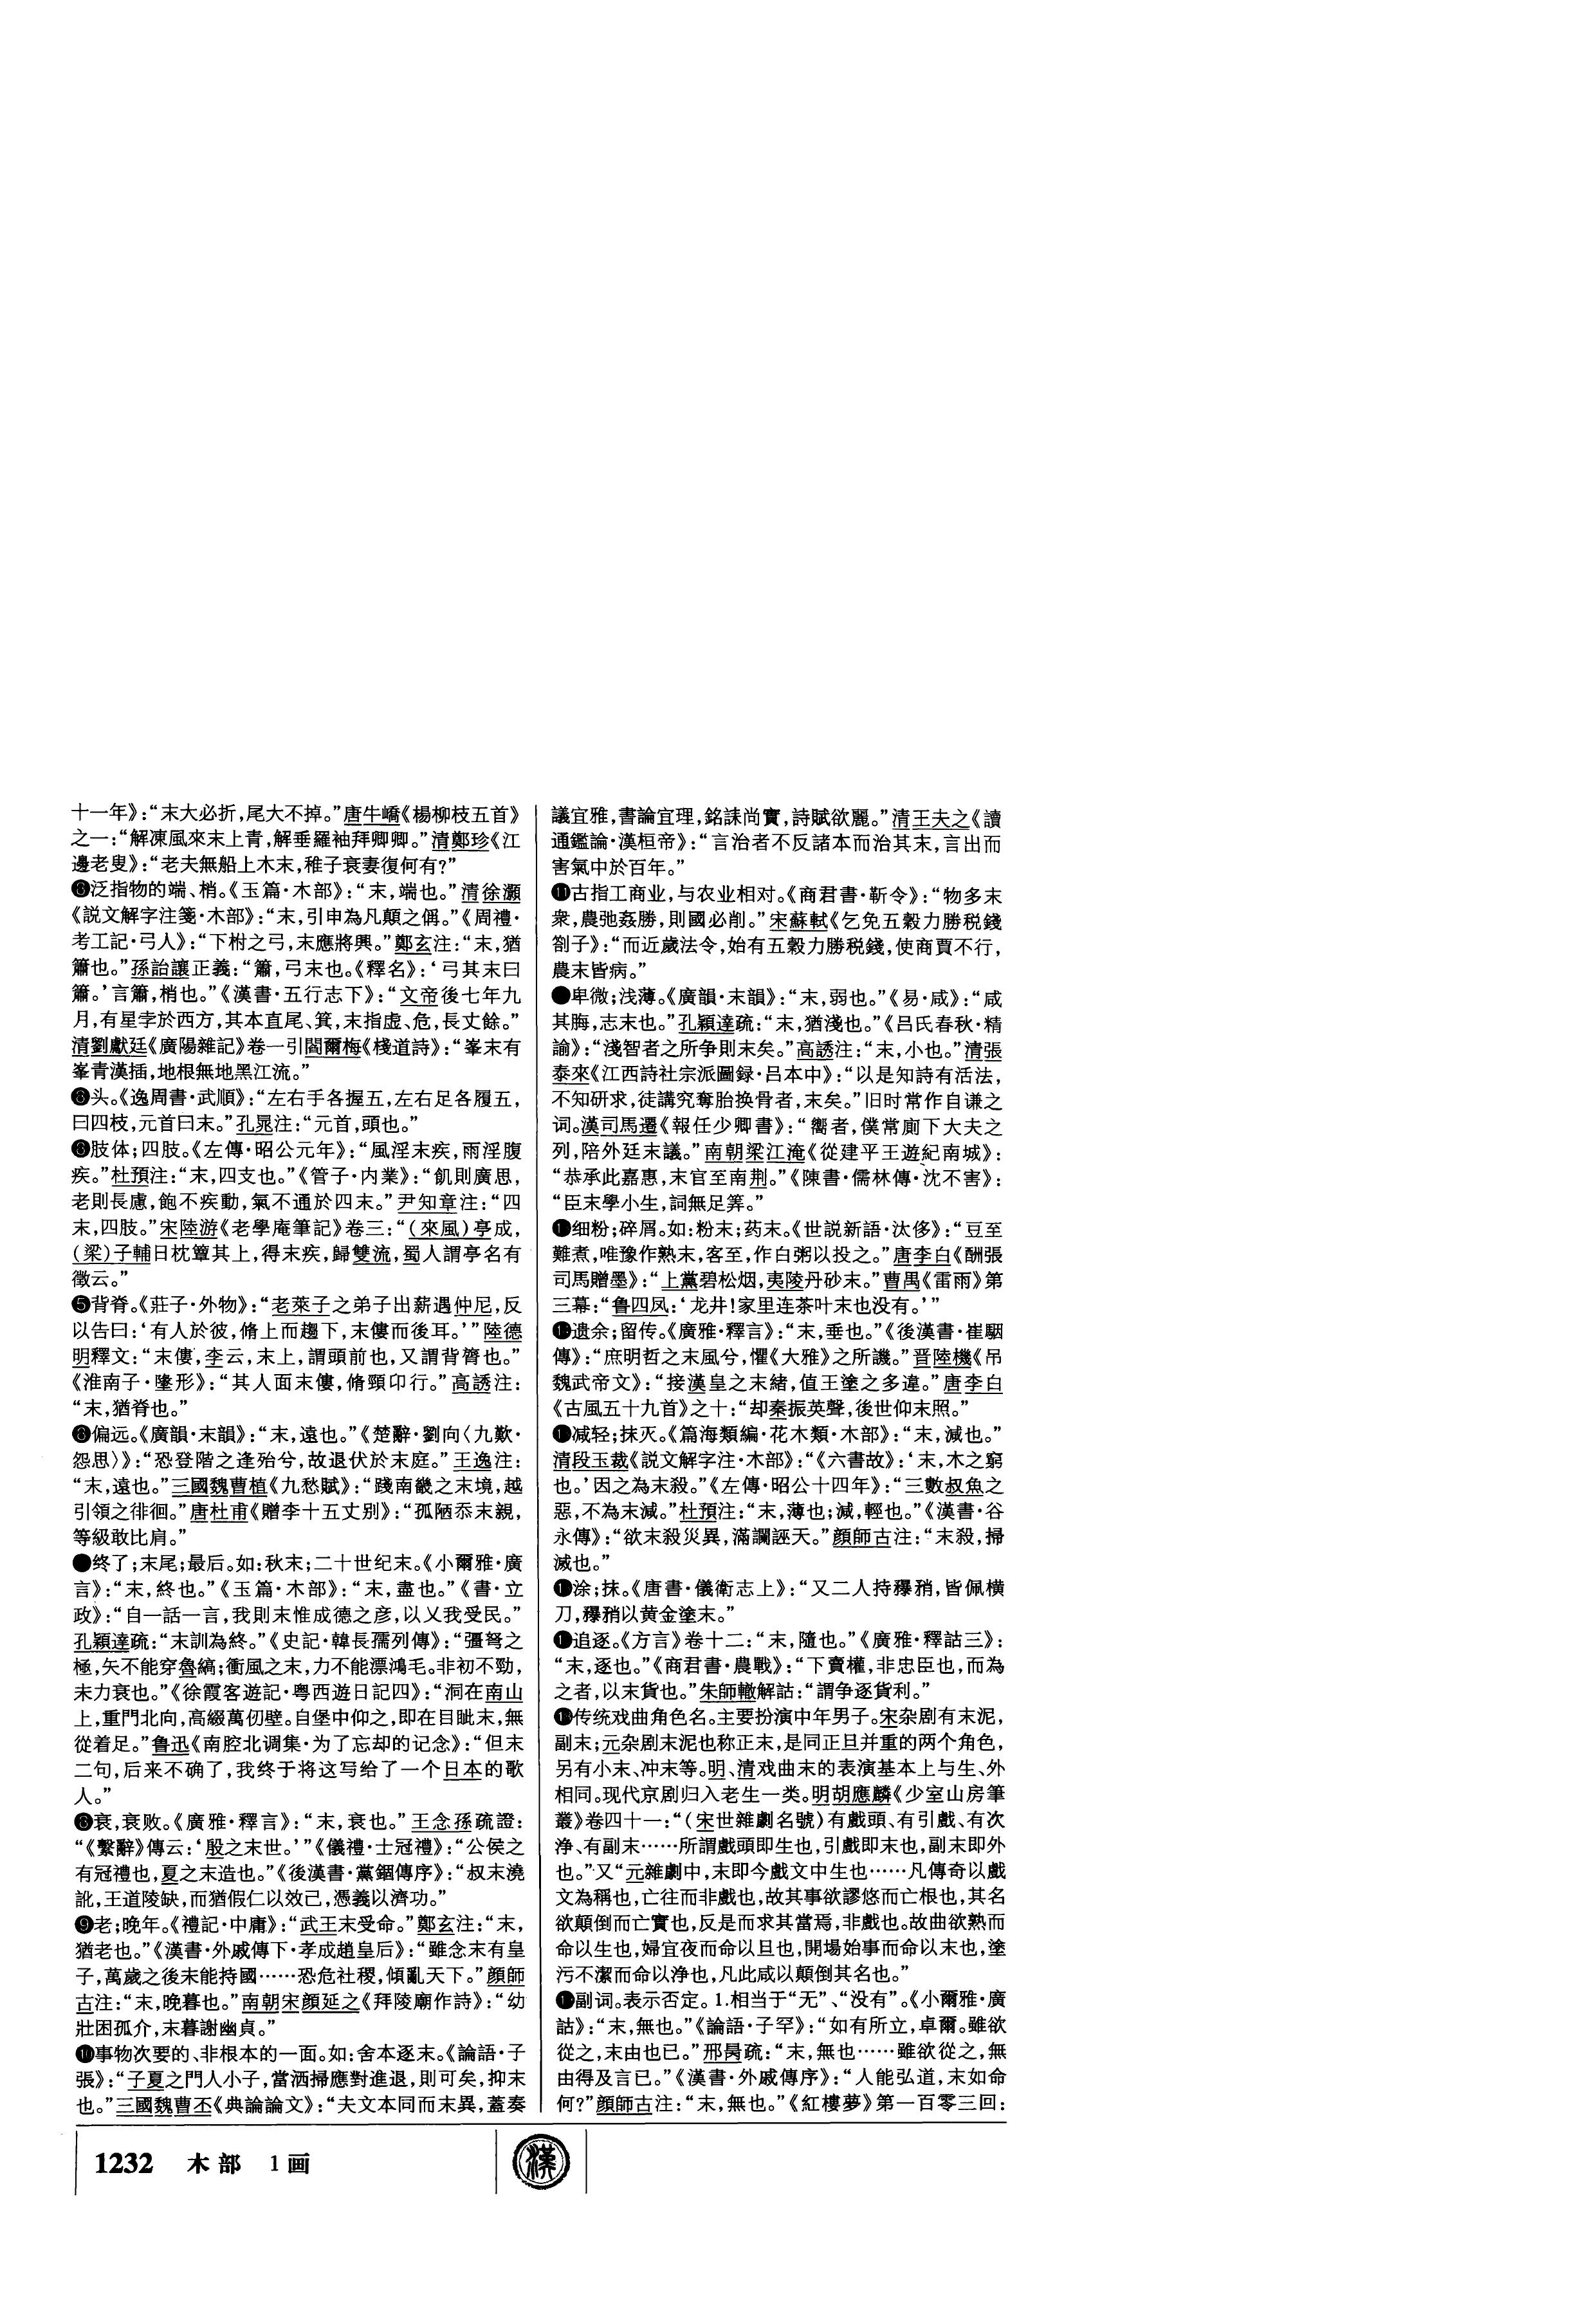 十一年》：“末大必折，尾大不掉。”唐牛嶠《楊柳枝五首》
之一：“解凍風來末上青，解垂羅袖拜卿卿。”清鄭珍《江
邊老叟》：“老夫無船上木末，稚子衰妻復何有？”
泛指物的端、梢。《玉篇·木部》：“末，端也。”清徐灝
《説文解字注箋·木部》：“末，引申為凡顛之偁。”《周禮·
考工記·弓人》：“下柎之弓，末應將興。”鄭玄注：“末，猶
簫也。”孫詒讓正義：“簫，弓末也。《釋名》：‘弓其末曰
簫。’言簫，梢也。”《漢書·五行志下》：“文帝後七年九
月，有星孛於西方，其本直尾、箕，末指虚、危，長丈餘。”
清劉獻廷《廣陽雜記》卷一引閻爾梅《棧道詩》：“峯末有
峯青漢插，地根無地黑江流。”
头。《逸周書·武順》：“左右手各握五，左右足各履五，
曰四枝，元首曰末。”孔晁注：“元首，頭也。”
肢体；四肢。《左傳·昭公元年》：“風淫末疾，雨淫腹
疾。”杜預注：“末，四支也。”《管子·内業》：“飢則廣思，
老則長慮，飽不疾動，氣不通於四末。”尹知章注：“四
末，四肢。”宋陸游《老學庵筆記》卷三：“（來風）亭成，
（梁）子輔日枕簟其上，得末疾，歸雙流，蜀人謂亭名有
徵云。”
❺背脊。《莊子·外物》：“老萊子之弟子出薪遇仲尼，反
以告曰：‘有人於彼，脩上而趨下，末僂而後耳。’”陸德
明釋文：“末僂，李云，末上，謂頭前也，又謂背膂也。”
《淮南子·墬形》：“其人面末僂，脩頸卬行。”高誘注：
“末，猶脊也。”
偏远。《廣韻·末韻》：“末，遠也。”《楚辭·劉向〈九歎·
怨思〉》：“恐登階之逢殆兮，故退伏於末庭。”王逸注：
“末，遠也。”三國魏曹植《九愁賦》：“踐南畿之末境，越
引領之徘徊。”唐杜甫《贈李十五丈别》：“孤陋忝末親，
等級敢比肩。”
●终了；末尾；最后。如：秋末；二十世纪末。《小爾雅·廣
言》：“末，終也。”《玉篇·木部》：“末，盡也。”《書·立
政》：“自一話一言，我則末惟成德之彦，以乂我受民。”
孔穎達疏：“末訓為終。”《史記·韓長孺列傳》：“彊弩之
極，矢不能穿魯縞；衝風之末，力不能漂鴻毛。非初不勁，
末力衰也。”《徐霞客遊記·粤西遊日記四》：“洞在南山
上，重門北向，高綴萬仞壁。自堡中仰之，即在目眦末，無
從着足。”鲁迅《南腔北调集·为了忘却的记念》：“但末
二句，后来不确了，我终于将这写给了一个日本的歌
人。”
❽衰，衰败。《廣雅·釋言》：“末，衰也。”王念孫疏證：
“《繫辭》傳云：‘殷之末世。’”《儀禮·士冠禮》：“公侯之
有冠禮也，夏之末造也。”《後漢書·黨錮傳序》：“叔末澆
訛，王道陵缺，而猶假仁以效己，憑義以濟功。”
❾老；晚年。《禮記·中庸》：“武王末受命。”鄭玄注：“末，
猶老也。”《漢書·外戚傳下·孝成趙皇后》：“雖念末有皇
子，萬歲之後未能持國……恐危社稷，傾亂天下。”顔師
古注：“末，晚暮也。”南朝宋顔延之《拜陵廟作詩》：“幼
壯困孤介，末暮謝幽貞。”
❿事物次要的、非根本的一面。如：舍本逐末。《論語·子
張》：“子夏之門人小子，當洒掃應對進退，則可矣，抑末
也。”三國魏曹丕《典論論文》：“夫文本同而末異，蓋奏
議宜雅，書論宜理，銘誄尚實，詩賦欲麗。”清王夫之《讀
通鑑論·漢桓帝》：“言治者不反諸本而治其末，言出而
害氣中於百年。”
⓫古指工商业，与农业相对。《商君書·靳令》：“物多末
衆，農弛姦勝，則國必削。”宋蘇軾《乞免五穀力勝税錢
劄子》：“而近歲法令，始有五穀力勝税錢，使商賈不行，
農末皆病。”
●卑微；浅薄。《廣韻·末韻》：“末，弱也。”《易·咸》：“咸
其脢，志末也。”孔穎達疏：“末，猶淺也。”《吕氏春秋·精
諭》：“淺智者之所争則末矣。”高誘注：“末，小也。”清張
泰來《江西詩社宗派圖録·吕本中》：“以是知詩有活法，
不知研求，徒講究奪胎换骨者，末矣。”旧时常作自谦之
词。漢司馬遷《報任少卿書》：“嚮者，僕常廁下大夫之
列，陪外廷末議。”南朝梁江淹《從建平王遊紀南城》：
“恭承此嘉惠，末官至南荆。”《陳書·儒林傳·沈不害》：
“臣末學小生，詞無足筭。”
细粉；碎屑。如：粉末；药末。《世説新語·汰侈》：“豆至
難煮，唯豫作熟末，客至，作白粥以投之。”唐李白《酬張
司馬贈墨》：“上黨碧松烟，夷陵丹砂末。”曹禺《雷雨》第
三幕：“鲁四凤：‘龙井！家里连茶叶末也没有。’”
遗余；留传。《廣雅·釋言》：“末，垂也。”《後漢書·崔駰
傳》：“庶明哲之末風兮，懼《大雅》之所譏。”晋陸機《吊
魏武帝文》：“接漢皇之末緒，值王塗之多違。”唐李白
《古風五十九首》之十：“却秦振英聲，後世仰末照。”
减轻；抹灭。《篇海類編·花木類·木部》：“末，減也。”
清段玉裁《説文解字注·木部》：“《六書故》：‘末，木之窮
也。’因之為末殺。”《左傳·昭公十四年》：“三數叔魚之
惡，不為末減。”杜預注：“末，薄也；減，輕也。”《漢書·谷
永傳》：“欲末殺災異，滿讕誣天。”顔師古注：“末殺，掃
滅也。”
涂；抹。《唐書·儀衛志上》：“又二人持䂍矟，皆佩横
刀，䂍矟以黄金塗末。”
追逐。《方言》卷十二：“末，隨也。”《廣雅·釋詁三》：
“末，逐也。”《商君書·農戰》：“下賣權，非忠臣也，而為
之者，以末貨也。”朱師轍解詁：“謂争逐貨利。”
传统戏曲角色名。主要扮演中年男子。宋杂剧有末泥，
副末；元杂剧末泥也称正末，是同正旦并重的两个角色，
另有小末、冲末等。明、清戏曲末的表演基本上与生、外
相同。现代京剧归入老生一类。明胡應麟《少室山房筆
叢》卷四十一：“（宋世雜劇名號）有戲頭、有引戲、有次
净、有副末……所謂戲頭即生也，引戲即末也，副末即外
也。”又“元雜劇中，末即今戲文中生也……凡傳奇以戲
文為稱也，亡往而非戲也，故其事欲謬悠而亡根也，其名
欲顛倒而亡實也，反是而求其當焉，非戲也。故曲欲熟而
命以生也，婦宜夜而命以旦也，開場始事而命以末也，塗
污不潔而命以净也，凡此咸以顛倒其名也。”
副词。表示否定。1.相当于“无”、“没有”。《小爾雅·廣
詁》：“末，無也。”《論語·子罕》：“如有所立，卓爾。雖欲
從之，末由也已。”邢昺疏：“末，無也……雖欲從之，無
由得及言已。”《漢書·外戚傳序》：“人能弘道，末如命
何？”顔師古注：“末，無也。”《紅樓夢》第一百零三回：
1232 木部 1画
漢